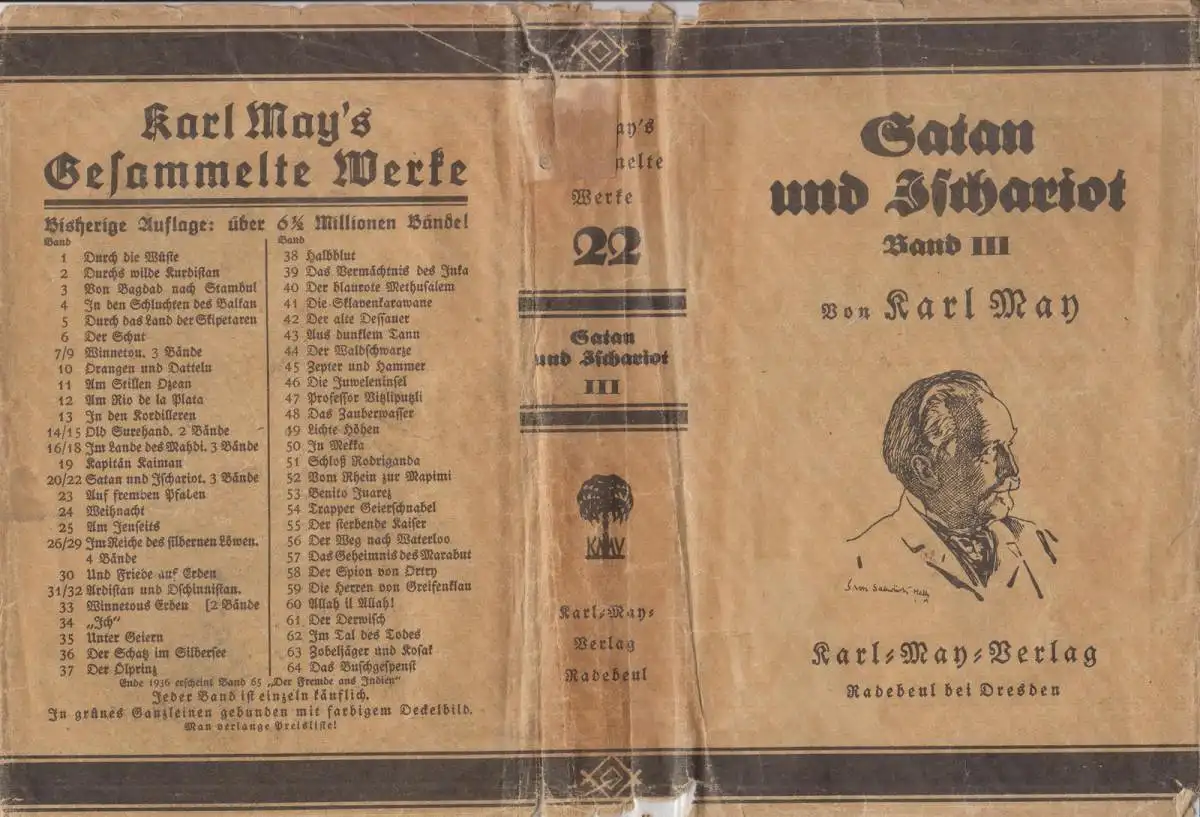 Karl May's
Gesammelte Werke
Bisherige Auflage: über 6½ Millionen Bände!
Band
1 Durch die Wüste
2 Durchs wilde Kurdistan
3 Von Bagdad nach Stambul
4 In den Schluchten des Balkan
5 Durch das Land der Skipetaren
6 Der Schut
7/9 Winnetou. 3 Bände
10 Orangen und Datteln
11 Am Stillen Ozean
12 Am Rio de la Plata
13 In den Kordilleren
14/15 Old Surehand. 2 Bände
16/18 Im Lande des Mahdi. 3 Bände
19 Kapitän Kaiman
20/22 Satan und Ischariot. 3 Bände
23 Auf fremden Pfaden
24 Weihnacht
25 Am Jenseits
26/29 Im Reiche des silbernen Löwen.
4 Bände
30 Und Friede auf Erden
31/32 Ardistan und Dschinnistan.
33 Winnetous Erben [2 Bände
34 „Ich“
35 Unter Geiern
36 Der Schatz im Silbersee
37 Der Ölprinz
Band
38 Halbblut
39 Das Vermächtnis des Inka
40 Der blaurote Methusalem
41 Die Sklavenkarawane
42 Der alte Dessauer
43 Aus dunklem Tann
44 Der Waldschwarze
45 Zepter und Hammer
46 Die Juweleninsel
47 Professor Vitzliputzli
48 Das Zauberwasser
49 Lichte Höhen
50 In Mekka
51 Schloß Rodriganda
52 Vom Rhein zur Mapimi
53 Benito Juarez
54 Trapper Geierschnabel
55 Der sterbende Kaiser
56 Der Weg nach Waterloo
57 Das Geheimnis des Marabut
58 Der Spion von Ortry
59 Die Herren von Greifenklau
60 Allah il Allah!
61 Der Derwisch
62 Im Tal des Todes
63 Zobeljäger und Kosak
64 Das Buschgespenst
Ende 1936 erscheint Band 65 „Der Fremde aus Indien“
Jeder Band ist einzeln käuflich.
In grünes Ganzleinen gebunden mit farbigem Deckelbild.
Man verlange Preisliste!
ay's
melte
Werke
22
Satan
und Ischariot
III
KMV
Karl-May-
Verlag
Radebeul
Satan
und Ischariot
Band III
Von Karl May
Karl-May-Verlag
Radebeul bei Dresden